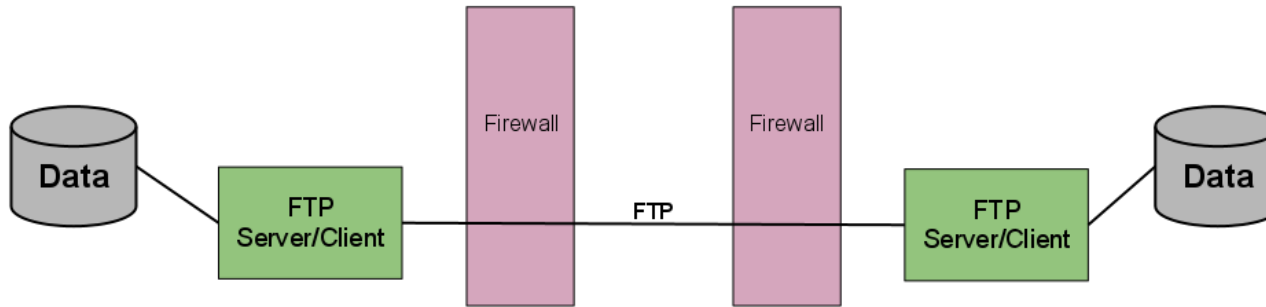 Firewall
Firewall
Data
FTP
Server/Client
FTP
FTP
Server/Client
Data